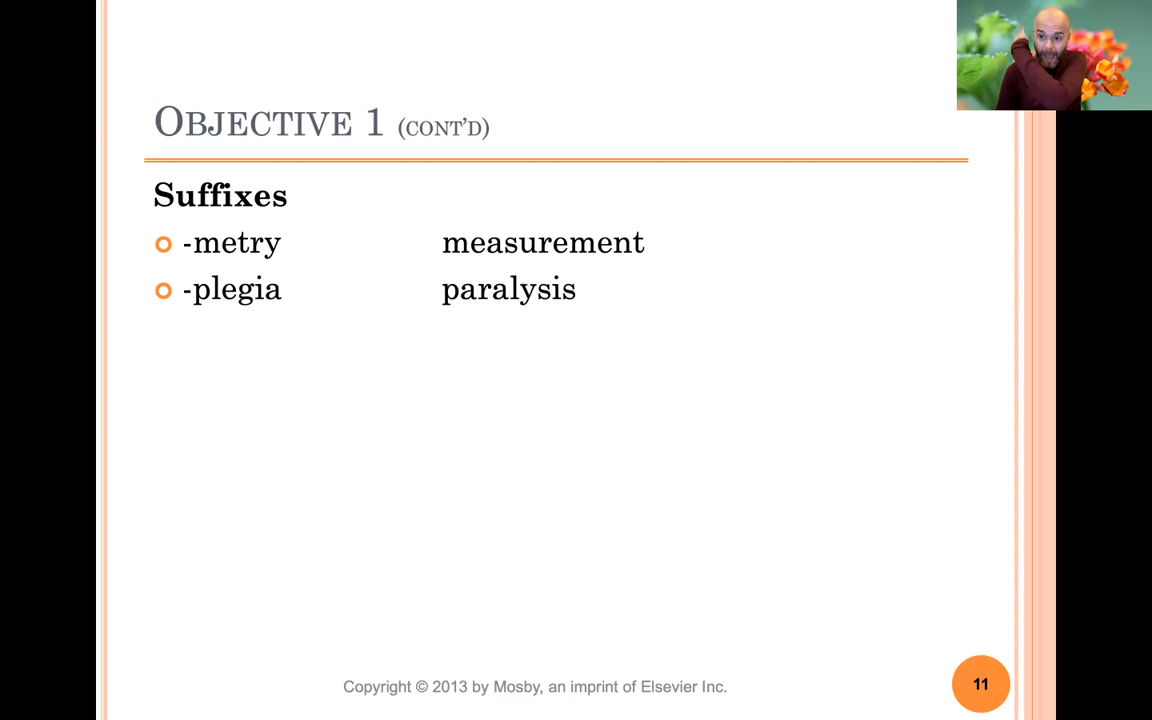 OBJECTIVE 1 (CONT'D)
Suffixes
-metry measurement
-plegia paralysis
Copyright © 2013 by Mosby, an imprint of Elsevier Inc.
11